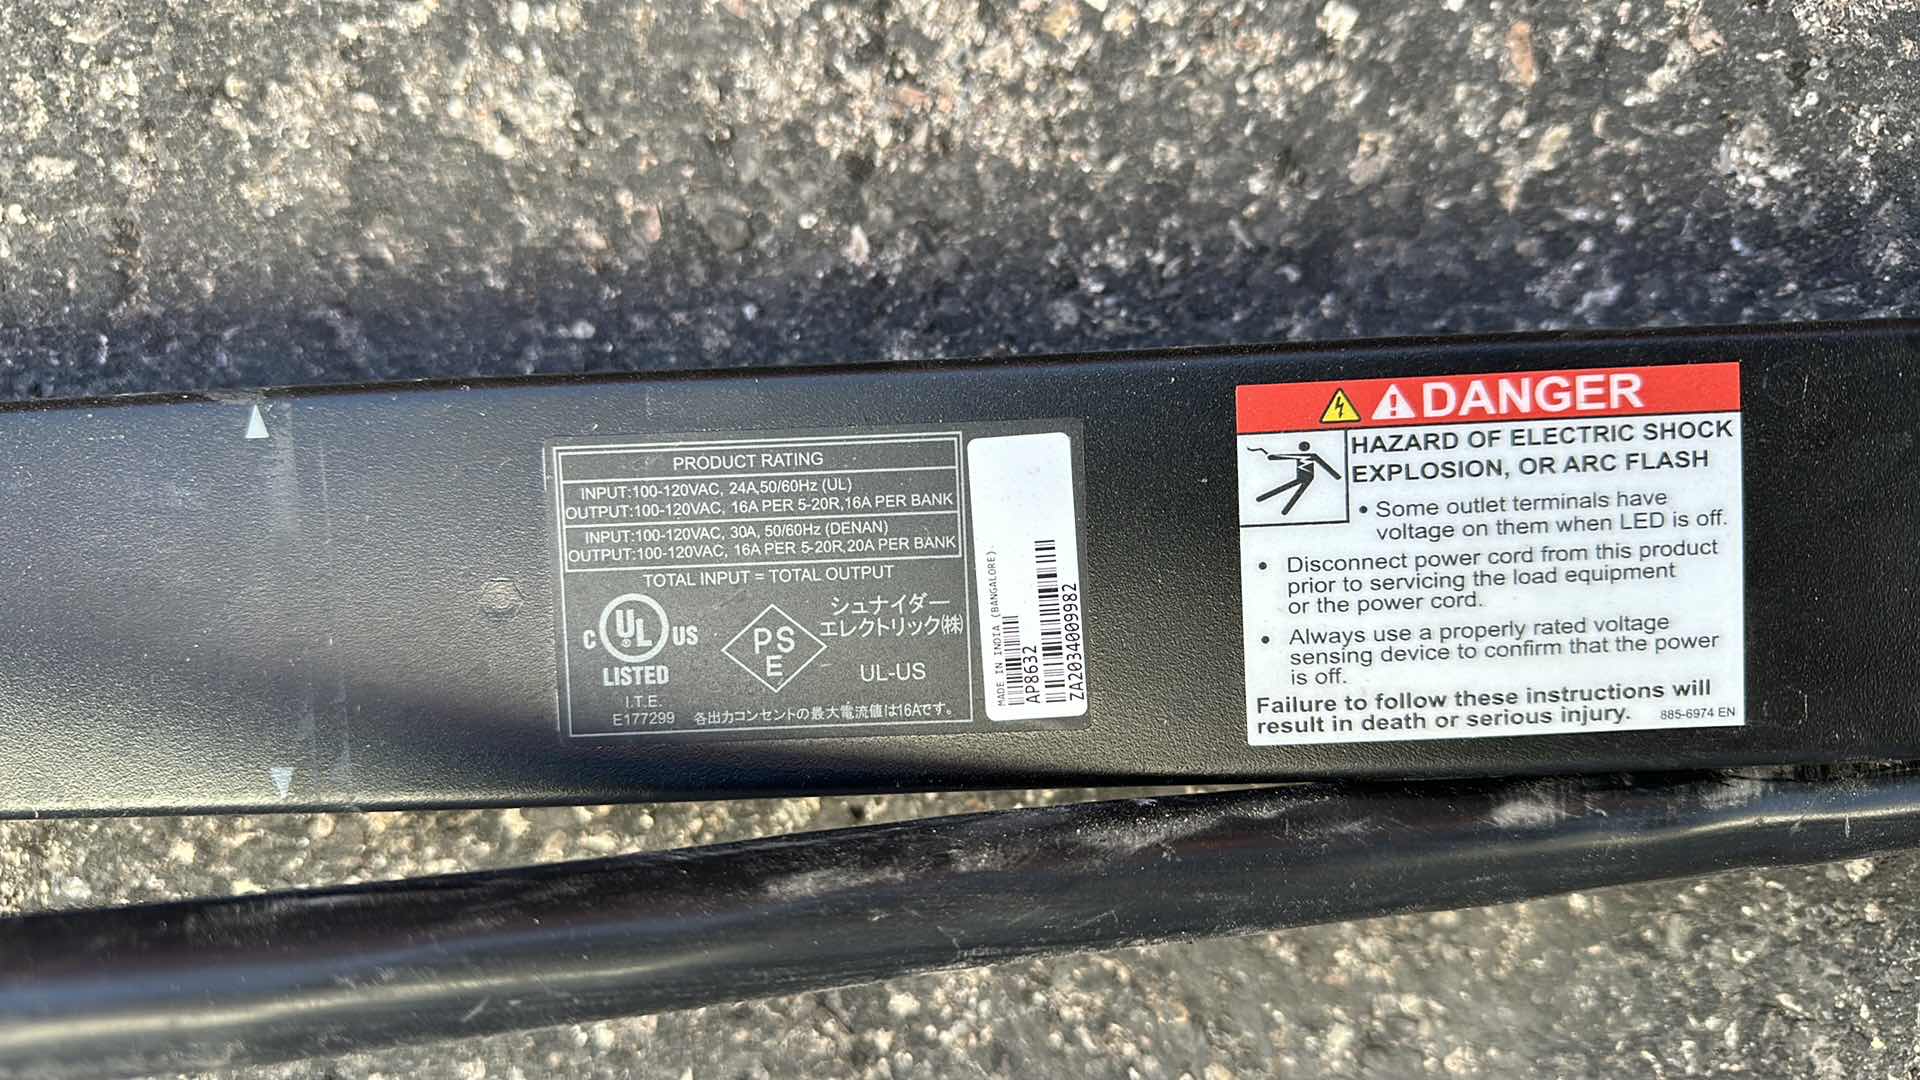 PRODUCT RATING
INPUT:100-120VAC, 24A,50/60Hz (UL)
OUTPUT:100-120VAC, 16A PER 5-20R,16A PER BANK
INPUT:100-120VAC, 30A, 50/60Hz (DENAN)
OUTPUT:100-120VAC, 16A PER 5-20R,20A PER BANK
TOTAL INPUT = TOTAL OUTPUT
C UL US
LISTED
I.T.E.
E177299
PS
E
シュナイダー
エレクトリック(株)
UL-US
各出力コンセントの最大電流値は16Aです。
MADE IN INDIA (BANGALORE).
AP8632
ZA2034009982
DANGER
HAZARD OF ELECTRIC SHOCK
EXPLOSION, OR ARC FLASH
• Some outlet terminals have
voltage on them when LED is off.
• Disconnect power cord from this product
prior to servicing the load equipment
or the power cord.
• Always use a properly rated voltage
sensing device to confirm that the power
is off.
Failure to follow these instructions will
result in death or serious injury.
885-6974 EN